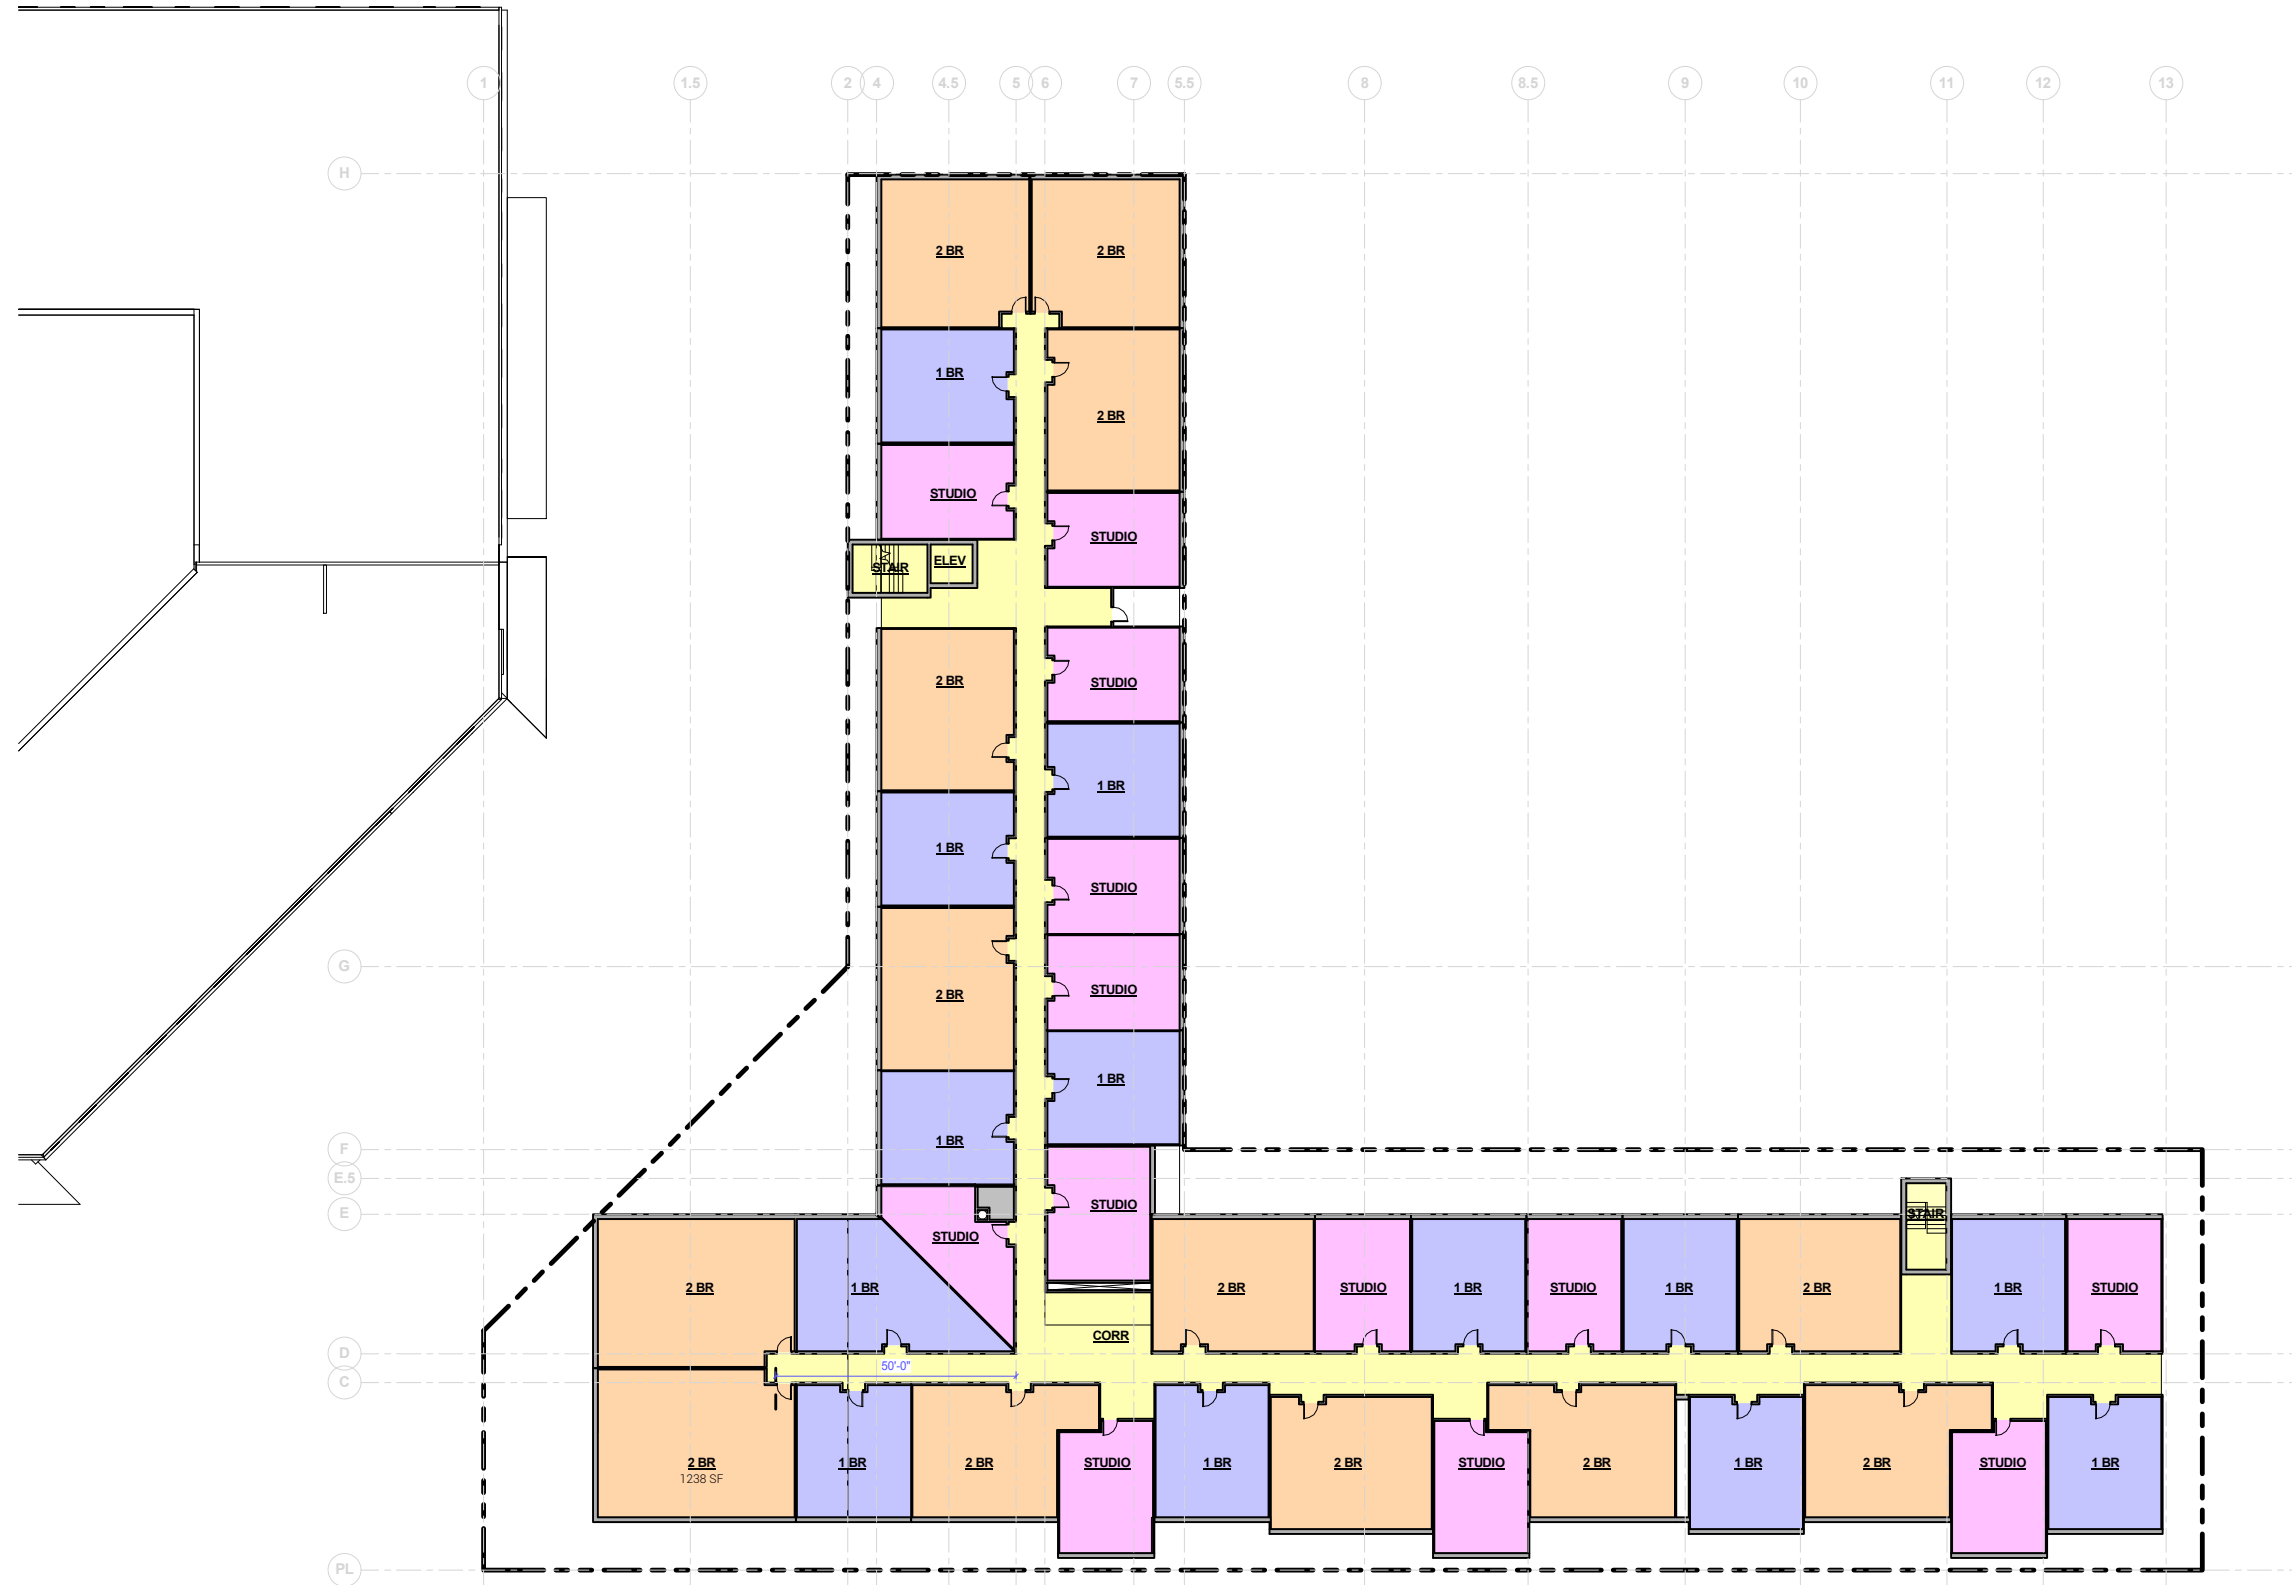 1 1.5 2 4 4.5 5 6 7 5.5 8 8.5 9 10 11 12 13
H
2 BR 2 BR
1 BR
2 BR
STUDIO
STUDIO
ELEV
STAIR
2 BR STUDIO
1 BR
1 BR
STUDIO
G
2 BR STUDIO
1 BR
1 BR
F
E.5
STUDIO
E
STAIR
STUDIO
2 BR 1 BR 2 BR STUDIO 1 BR STUDIO 1 BR 2 BR 1 BR STUDIO
CORR
D
50'-0"
C
2 BR 1 BR 2 BR STUDIO 1 BR 2 BR STUDIO 2 BR 1 BR 2 BR STUDIO 1 BR
1238 SF
PL